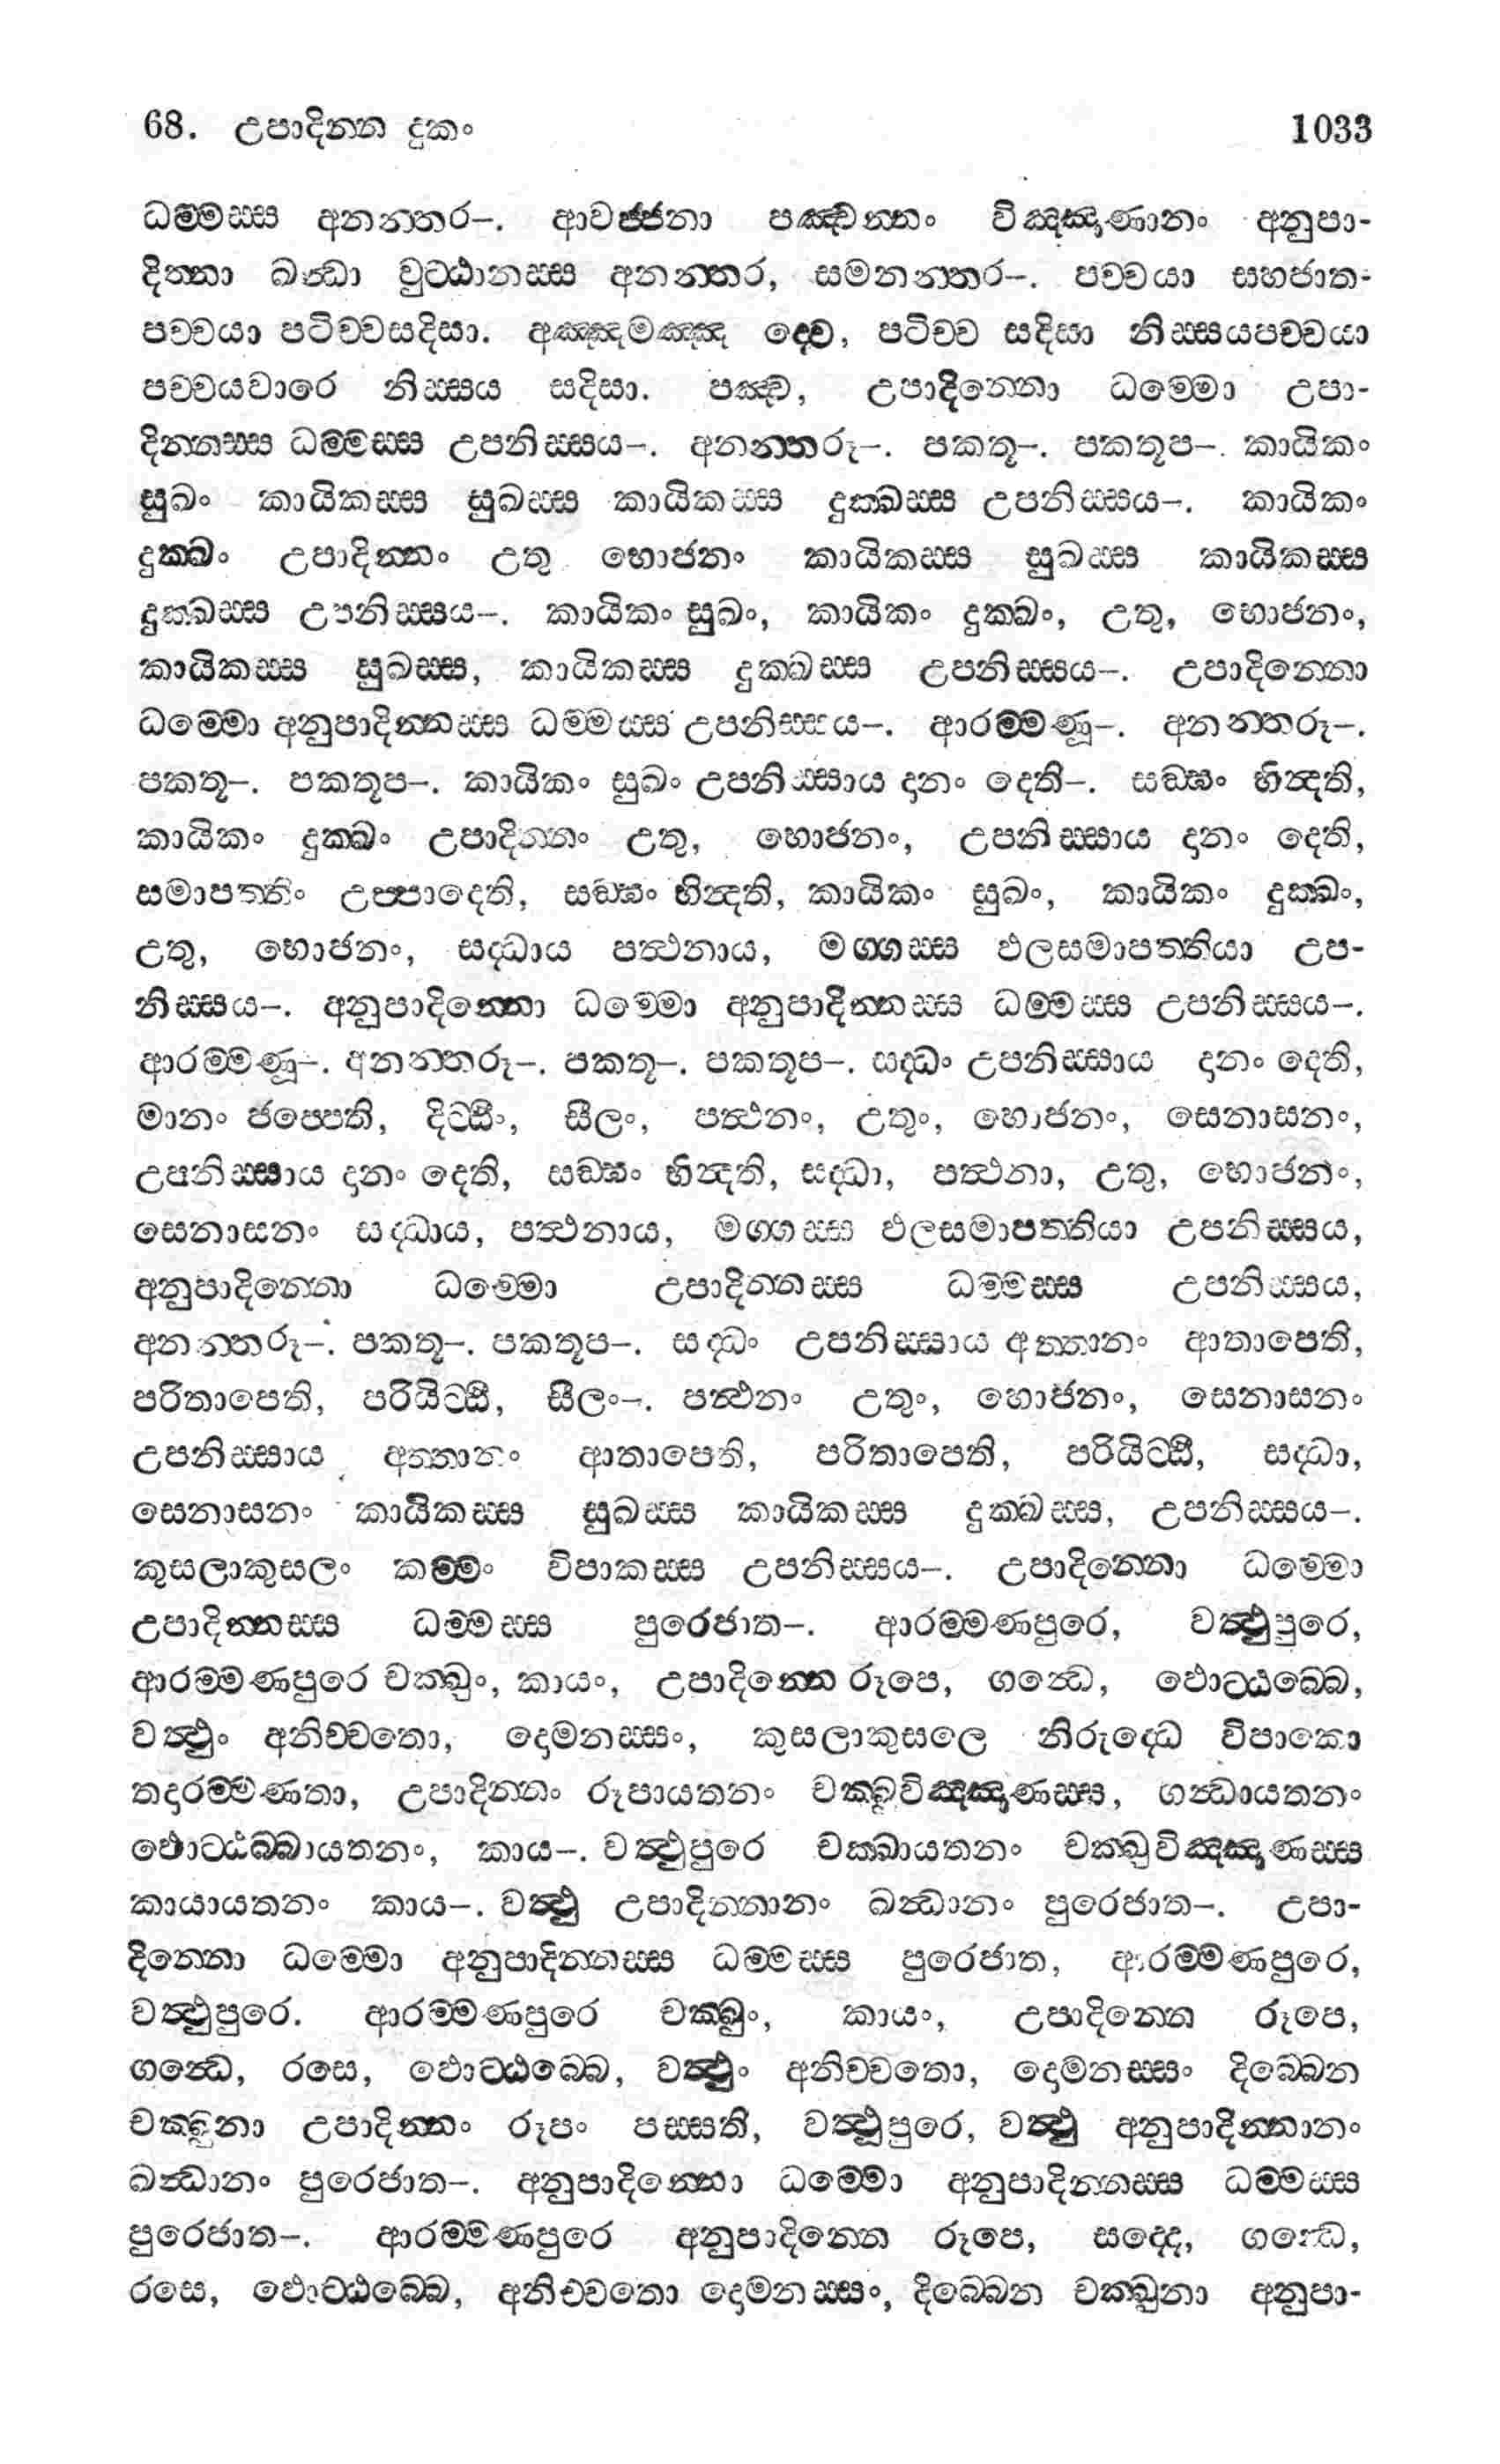 68. උපාදින්න දුකං 1033
ධම්මස්ස අනන්තර–. ආවජ්ජනා පඤ්චන්නං විඤ්ඤාණානං අනුපා-
දින්නා ඛන්ධා වුට්ඨානස්ස අනන්තර, සමනන්තර–. පච්චයා සහජාත-
පච්චයා පටිච්චසදිසා. අඤ්ඤමඤ්ඤ ද්වෙ, පටිච්ච සදිසා නිස්සයපච්චයා
පච්චයවාරෙ නිස්සය සදිසා. පඤ්ච, උපාදින්නො ධම්මො උපා-
දින්නස්ස ධම්මස්ස උපනිස්සය–. අනන්තරූ–. පකතූ–. පකතූප–. කායිකං
සුඛං කායිකස්ස සුඛස්ස කායිකස්ස දුක්ඛස්ස උපනිස්සය–. කායිකං
දුක්ඛං උපාදින්නං උතු භොජනං කායිකස්ස සුඛස්ස කායිකස්ස
දුක්ඛස්ස උපනිස්සය–. කායිකං සුඛං, කායිකං දුක්ඛං, උතු, භොජනං,
කායිකස්ස සුඛස්ස, කායිකස්ස දුක්ඛස්ස උපනිස්සය–. උපාදින්නො
ධම්මො අනුපාදින්නස්ස ධම්මස්ස උපනිස්සය–. ආරම්මණූ–. අනන්තරූ–.
පකතූ–. පකතූප–. කායිකං සුඛං උපනිස්සාය දානං දෙති–. සඞ්ඝං භින්දති,
කායිකං දුක්ඛං උපාදින්නං උතු, භොජනං, උපනිස්සාය දානං දෙති,
සමාපත්තිං උප්පාදෙති, සඞ්ඝං භින්දති, කායිකං සුඛං, කායිකං දුක්ඛං,
උතු, භොජනං, සද්ධාය පත්ථනාය, මග්ගස්ස ඵලසමාපත්තියා උප-
නිස්සය–. අනුපාදින්නො ධම්මො අනුපාදින්නස්ස ධම්මස්ස උපනිස්සය–.
ආරම්මණූ–. අනන්තරූ–. පකතූ–. පකතූප–. සද්ධං උපනිස්සාය දානං දෙති,
මානං ජප්පෙති, දිට්ඨිං, සීලං, පත්ථනං, උතුං, භොජනං, සෙනාසනං,
උපනිස්සාය දානං දෙති, සඞ්ඝං භින්දති, සද්ධා, පත්ථනා, උතු, භොජනං,
සෙනාසනං සද්ධාය, පත්ථනාය, මග්ගස්ස ඵලසමාපත්තියා උපනිස්සය,
අනුපාදින්නො ධම්මො උපාදින්නස්ස ධම්මස්ස උපනිස්සය,
අනන්තරූ–. පකතූ–. පකතූප–. සද්ධං උපනිස්සාය අත්තානං ආතාපෙති,
පරිතාපෙති, පරියිට්ඨි, සීලං–. පත්ථනං උතුං, භොජනං, සෙනාසනං
උපනිස්සාය අත්තානං ආතාපෙති, පරිතාපෙති, පරියිට්ඨි, සද්ධා,
සෙනාසනං කායිකස්ස සුඛස්ස කායිකස්ස දුක්ඛස්ස, උපනිස්සය–.
කුසලාකුසලං කම්මං විපාකස්ස උපනිස්සය–. උපාදින්නො ධම්මො
උපාදින්නස්ස ධම්මස්ස පුරෙජාත–. ආරම්මණපුරෙ, වත්ථුපුරෙ,
ආරම්මණපුරෙ චක්ඛුං, කායං, උපාදින්නෙ රූපෙ, ගන්ධෙ, ඵොට්ඨබ්බෙ,
වත්ථුං අනිච්චතො, දොමනස්සං, කුසලාකුසලෙ නිරුද්ධෙ විපාකො
තදාරම්මණතා, උපාදින්නං රූපායතනං චක්ඛුවිඤ්ඤාණස්ස, ගන්ධායතනං
ඵොට්ඨබ්බායතනං, කාය–. වත්ථුපුරෙ චක්ඛායතනං චක්ඛුවිඤ්ඤාණස්ස
කායායතනං කාය–. වත්ථු උපාදින්නානං ඛන්ධානං පුරෙජාත–. උපා-
දින්නො ධම්මො අනුපාදින්නස්ස ධම්මස්ස පුරෙජාත, ආරම්මණපුරෙ,
වත්ථුපුරෙ. ආරම්මණපුරෙ චක්ඛුං, කායං, උපාදින්නෙ රූපෙ,
ගන්ධෙ, රසෙ, ඵොට්ඨබ්බෙ, වත්ථුං අනිච්චතො, දොමනස්සං දිබ්බෙන
චක්ඛුනා උපාදින්නං රූපං පස්සති, වත්ථුපුරෙ, වත්ථු අනුපාදින්නානං
ඛන්ධානං පුරෙජාත–. අනුපාදින්නො ධම්මො අනුපාදින්නස්ස ධම්මස්ස
පුරෙජාත–. ආරම්මණපුරෙ අනුපාදින්නෙ රූපෙ, සද්දෙ, ගන්ධෙ,
රසෙ, ඵොට්ඨබ්බෙ, අනිච්චතො දොමනස්සං, දිබ්බෙන චක්ඛුනා අනුපා-